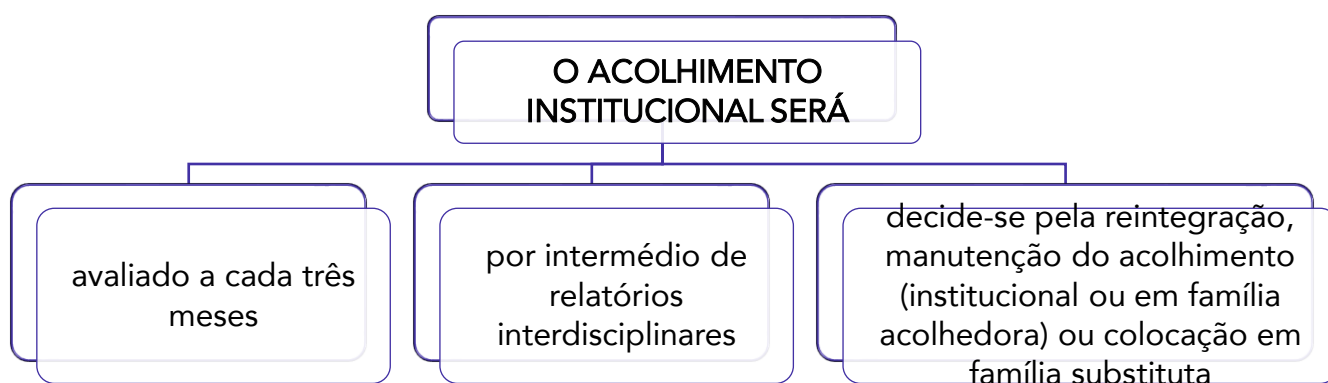 O ACOLHIMENTO
INSTITUCIONAL SERÁ
avaliado a cada três
meses
por intermédio de
relatórios
interdisciplinares
decide-se pela reintegração,
manutenção do acolhimento
(institucional ou em família
acolhedora) ou colocação em
família substituta